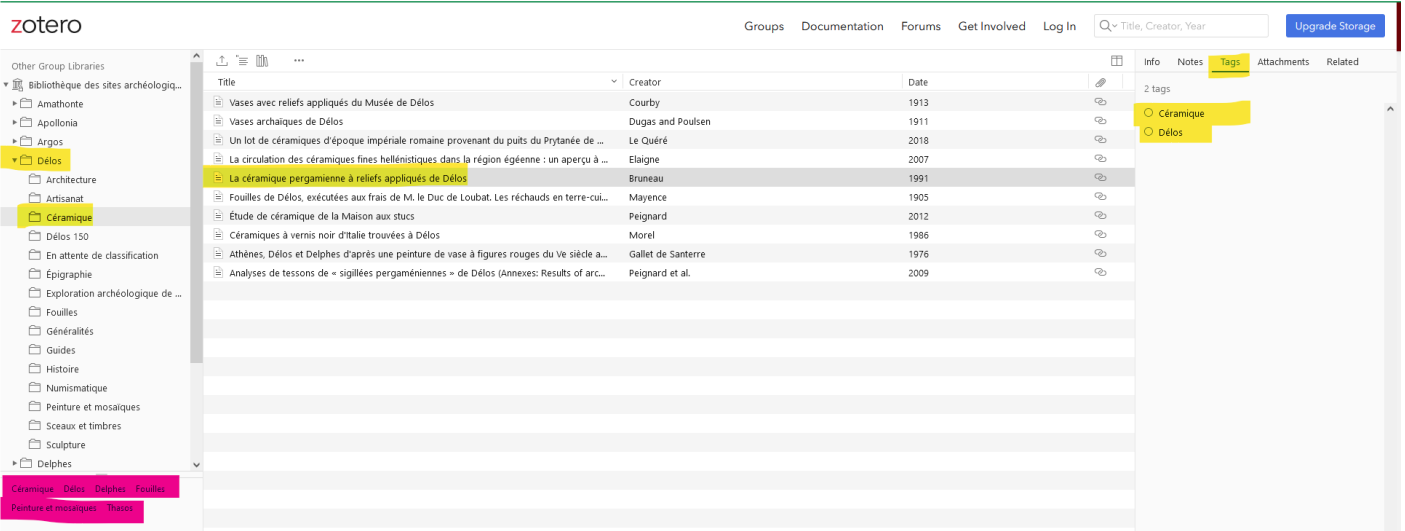 zotero
Groups Documentation Forums Get Involved Log In Title, Creator, Year Upgrade Storage
Other Group Libraries
Bibliothèque des sites archéologiq...
Amathonte
Apollonia
Argos
Délos
Architecture
Artisanat
Céramique
Délos 150
En attente de classification
Épigraphie
Exploration archéologique de ...
Fouilles
Généralités
Guides
Histoire
Numismatique
Peinture et mosaïques
Sceaux et timbres
Sculpture
Delphes
Céramique Délos Delphes Fouilles
Peinture et mosaïques Thasos
...
Title Creator Date
Vases avec reliefs appliqués du Musée de Délos Courby 1913
Vases archaïques de Délos Dugas and Poulsen 1911
Un lot de céramiques d'époque impériale romaine provenant du puits du Prytanée de ... Le Quéré 2018
La circulation des céramiques fines hellénistiques dans la région égéenne : un aperçu à ... Elaigne 2007
La céramique pergamienne à reliefs appliqués de Délos Bruneau 1991
Fouilles de Délos, exécutées aux frais de M. le Duc de Loubat. Les réchauds en terre-cui... Mayence 1905
Étude de céramique de la Maison aux stucs Peignard 2012
Céramiques à vernis noir d'Italie trouvées à Délos Morel 1986
Athènes, Délos et Delphes d'après une peinture de vase à figures rouges du Ve siècle a... Gallet de Santerre 1976
Analyses de tessons de « sigillées pergaméniennes » de Délos (Annexes: Results of arc... Peignard et al. 2009
Info Notes Tags Attachments Related
2 tags
Céramique
Délos